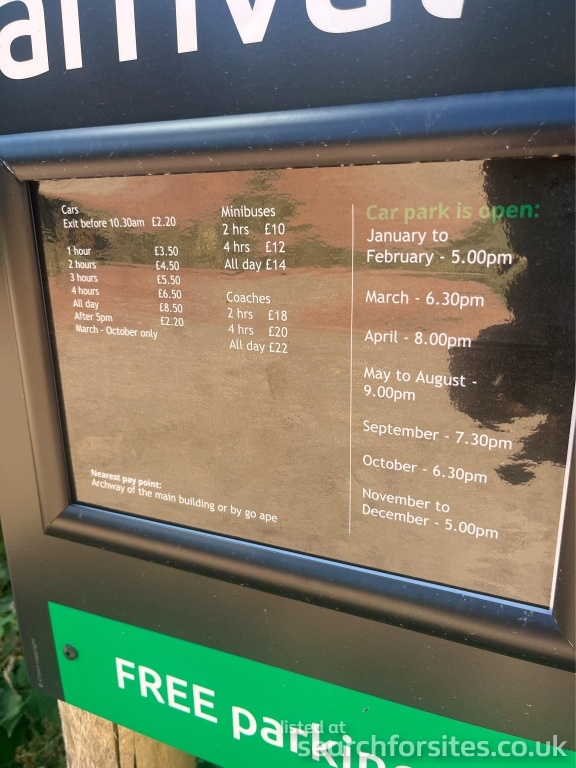 arrival
Cars
Exit before 10.30am £2.20
1 hour £3.50
2 hours £4.50
3 hours £5.50
4 hours £6.50
All day £8.50
After 5pm £2.20
March - October only
Minibuses
2 hrs £10
4 hrs £12
All day £14
Coaches
2 hrs £18
4 hrs £20
All day £22
Nearest pay point:
Archway of the main building or by go ape
Car park is open:
January to
February - 5.00pm
March - 6.30pm
April - 8.00pm
May to August -
9.00pm
September - 7.30pm
October - 6.30pm
November to
December - 5.00pm
FREE parking
listed at
searchforsites.co.uk